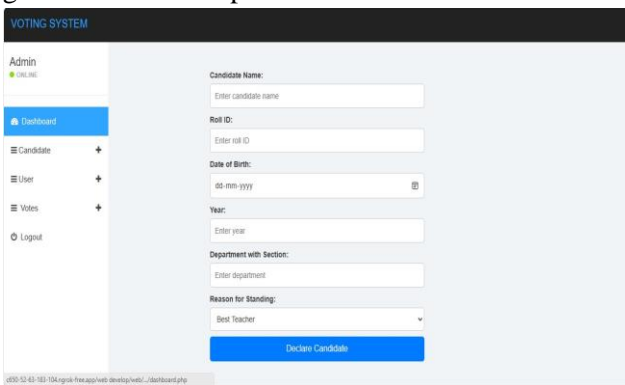 VOTING SYSTEM
Admin
ONLINE
Dashboard
Candidate +
User +
Votes +
Logout
Candidate Name:
Enter candidate name
Roll ID:
Enter roll ID
Date of Birth:
dd-mm-yyyy
Year:
Enter year
Department with Section:
Enter department
Reason for Standing:
Best Teacher
Declare Candidate